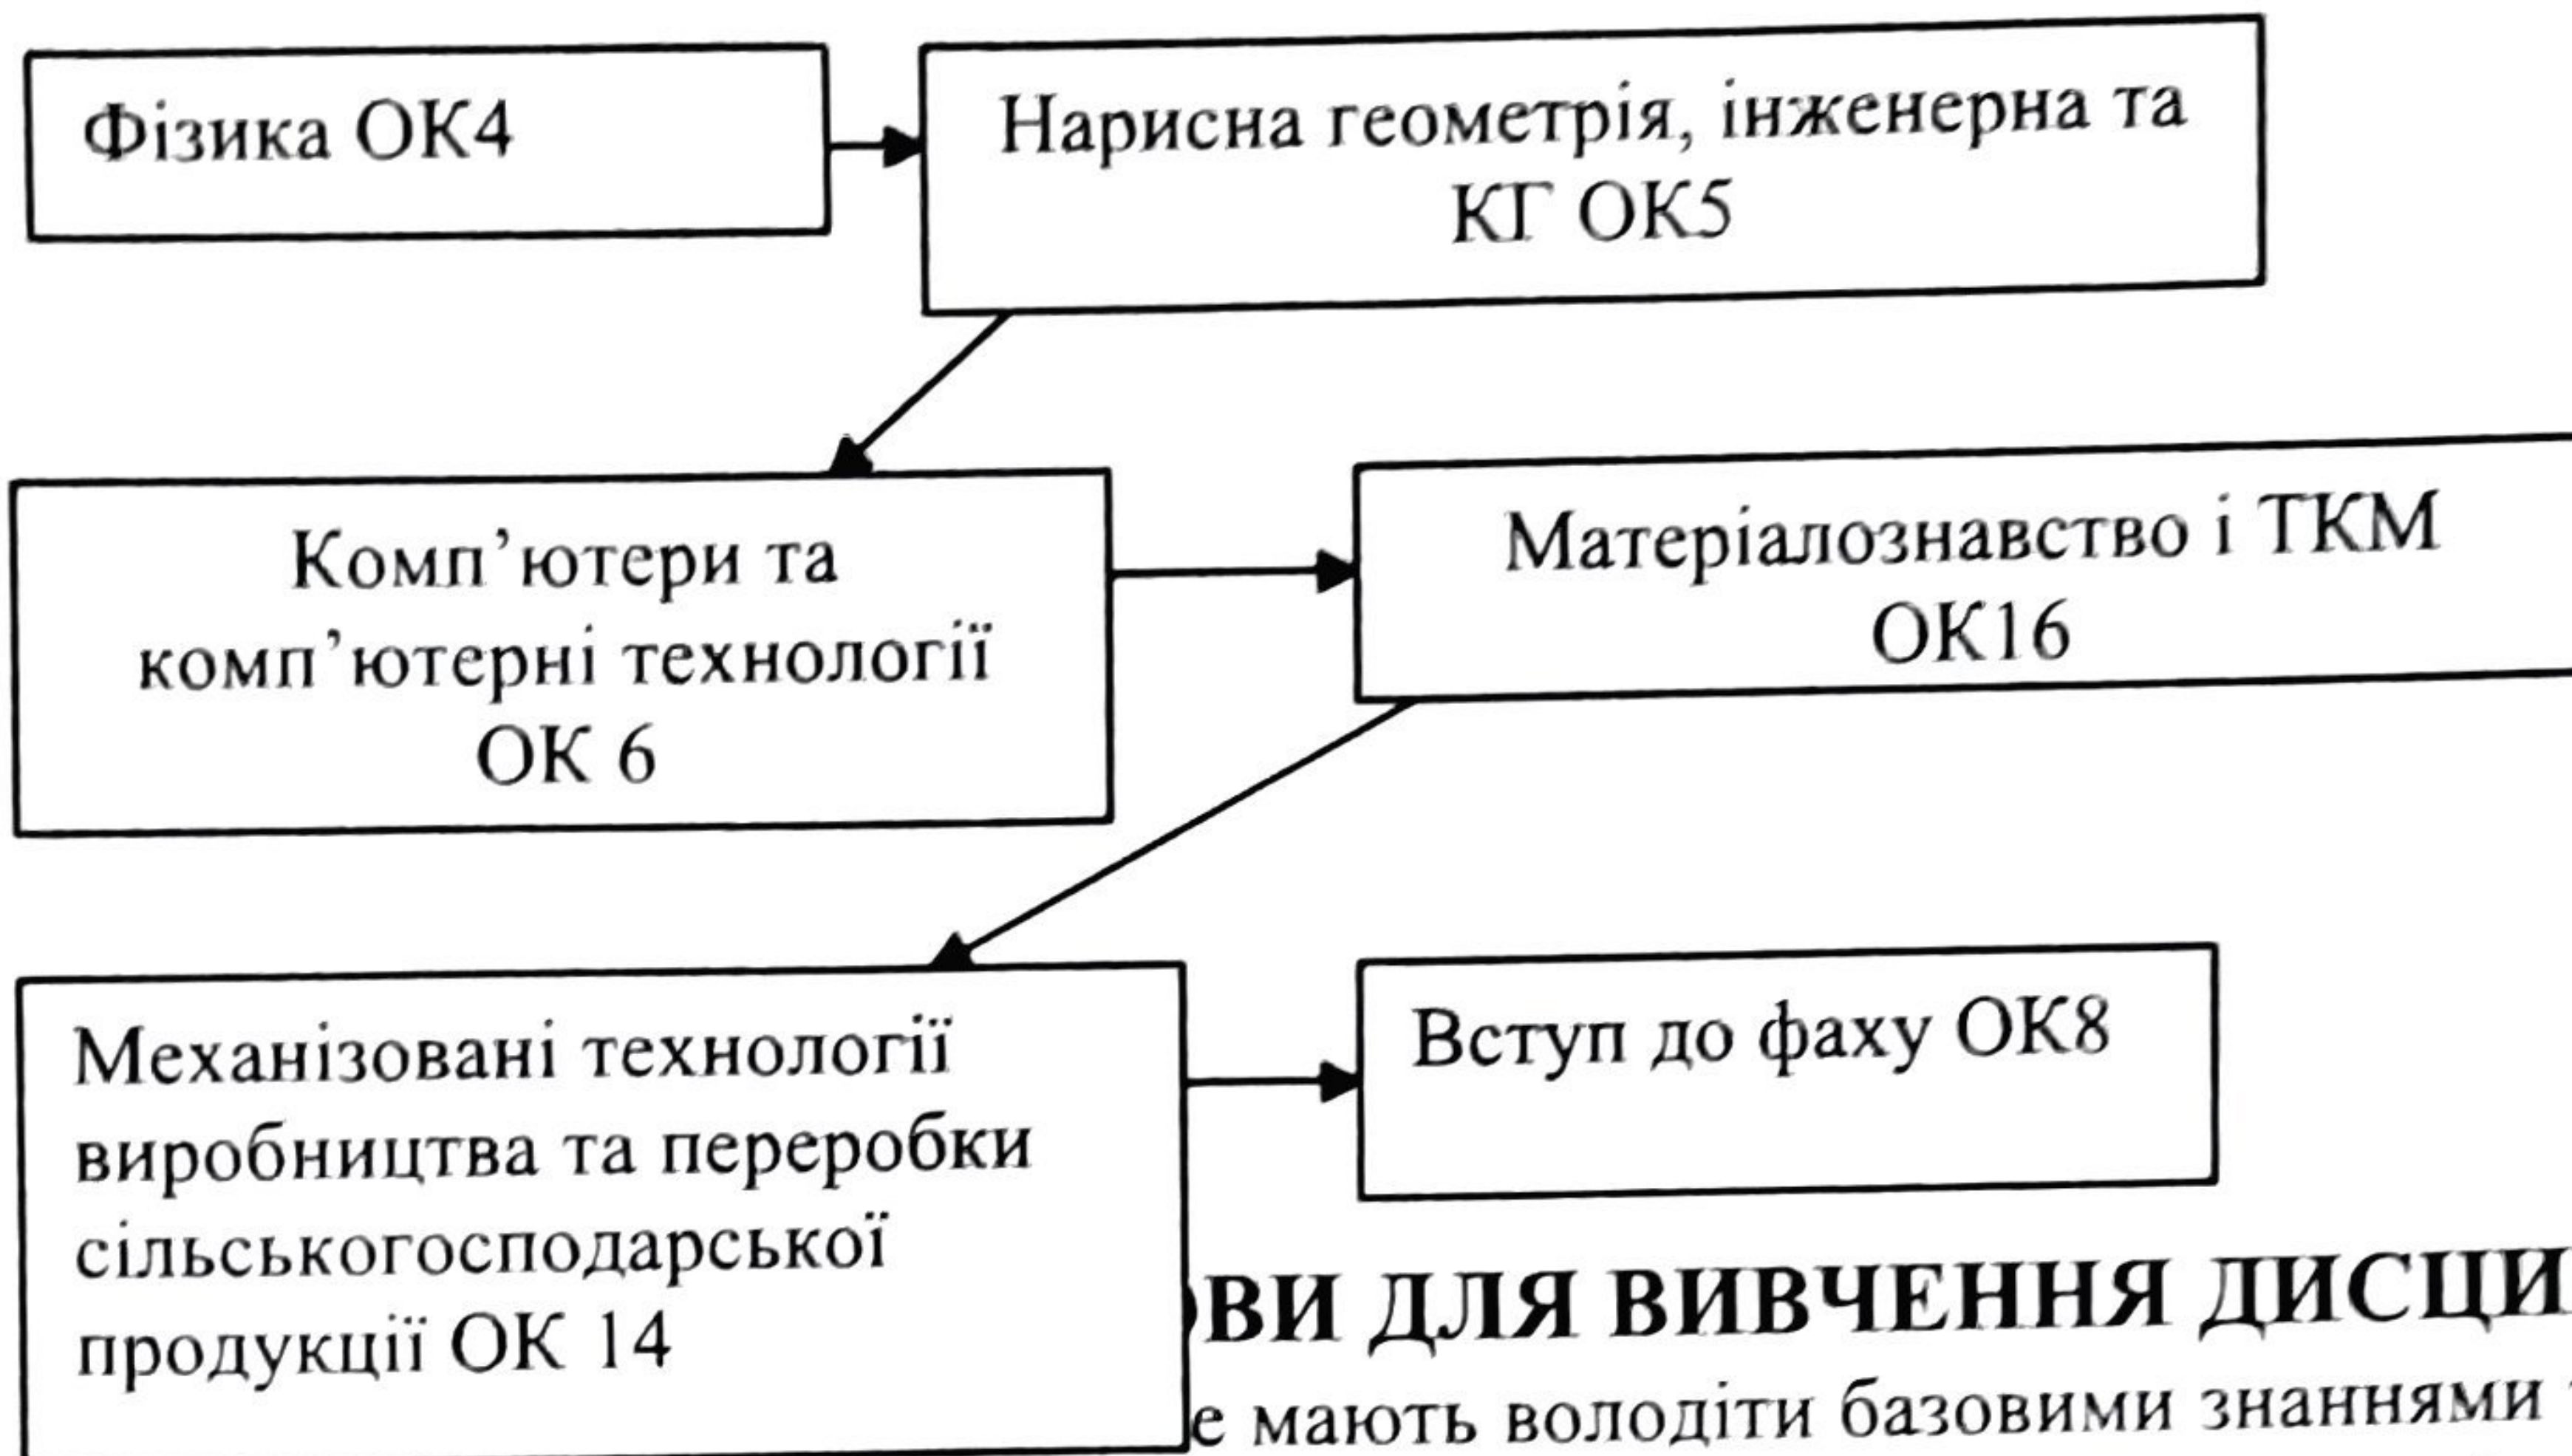 Фізика ОК4
Нарисна геометрія, інженерна та
КГ ОК5
Комп’ютери та
комп’ютерні технології
ОК 6
Матеріалознавство і ТКМ
ОК16
Механізовані технології
виробництва та переробки
сільськогосподарської
продукції ОК 14
Вступ до фаху ОК8
ОВИ ДЛЯ ВИВЧЕННЯ ДИСЦИ
е мають володіти базовими знаннями